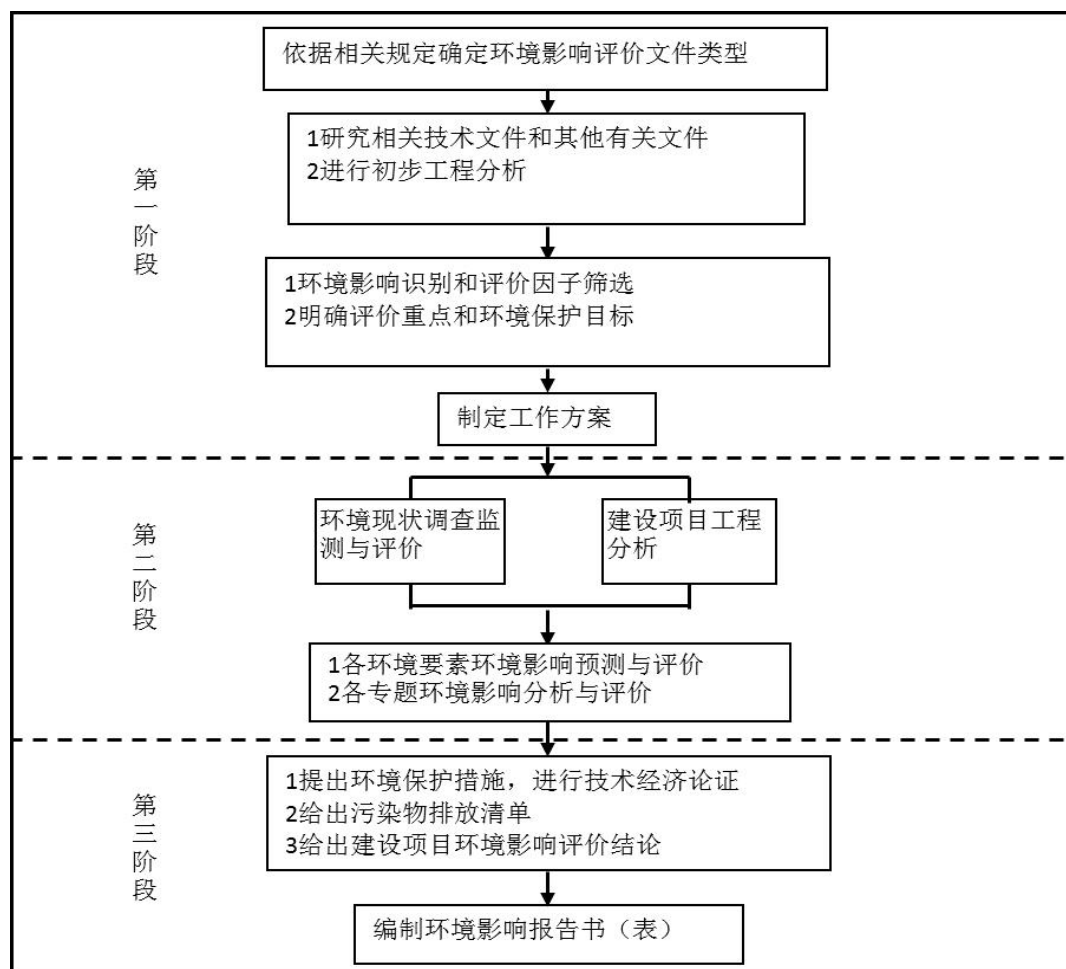 依据相关规定确定环境影响评价文件类型
1研究相关技术文件和其他有关文件
2进行初步工程分析
第一阶段
1环境影响识别和评价因子筛选
2明确评价重点和环境保护目标
制定工作方案
第二阶段
环境现状调查监
测与评价
建设项目工程
分析
1各环境要素环境影响预测与评价
2各专题环境影响分析与评价
第三阶段
1提出环境保护措施，进行技术经济论证
2给出污染物排放清单
3给出建设项目环境影响评价结论
编制环境影响报告书（表）